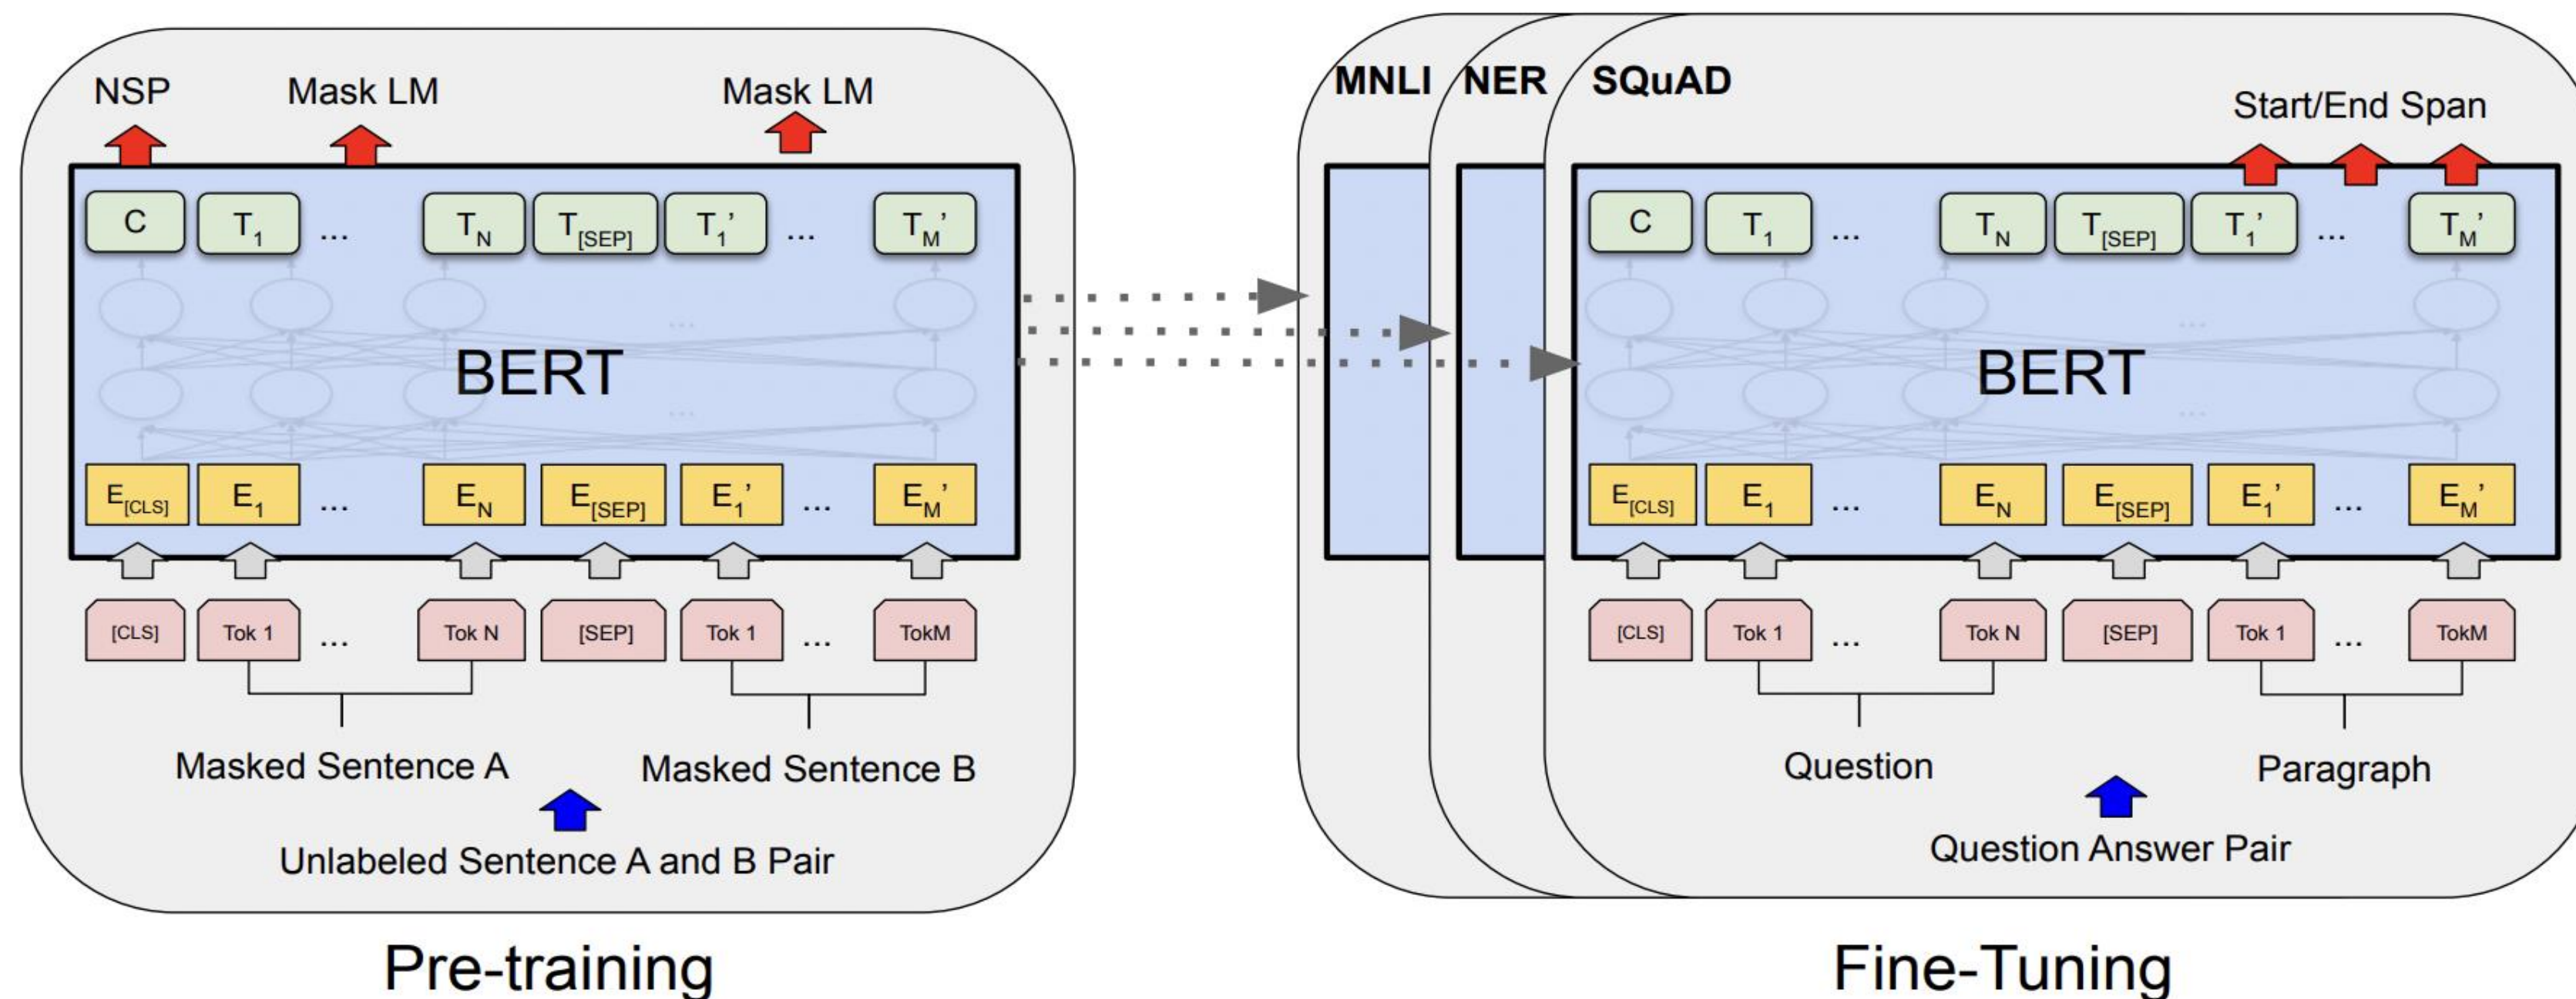 NSP Mask LM Mask LM
C T1 ... TN T[SEP] T1’ ... TM’
...
BERT
...
E[CLS] E1 ... EN E[SEP] E1’ ... EM’
[CLS] Tok 1 ... Tok N [SEP] Tok 1 ... TokM
Masked Sentence A Masked Sentence B
Unlabeled Sentence A and B Pair
Pre-training
MNLI NER SQuAD
Start/End Span
C T1 ... TN T[SEP] T1’ ... TM’
...
BERT
...
E[CLS] E1 ... EN E[SEP] E1’ ... EM’
[CLS] Tok 1 ... Tok N [SEP] Tok 1 ... TokM
Question Paragraph
Question Answer Pair
Fine-Tuning